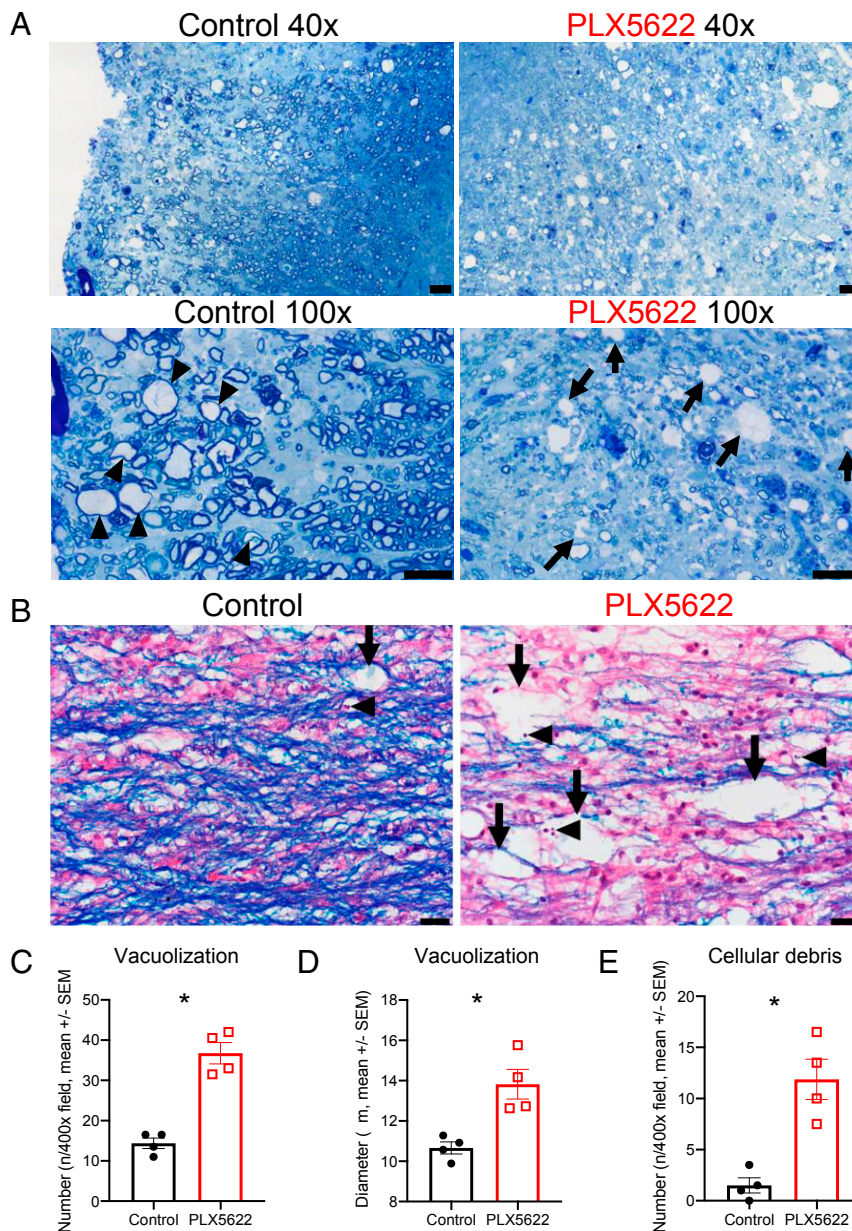 A
Control 40x
PLX5622 40x
Control 100x
PLX5622 100x
B
Control
PLX5622
C
Vacuolization
Number (n/400x field, mean +/- SEM
50
40
30
20
10
0
*
Control
PLX5622
D
Vacuolization
Diameter ( m, mean +/- SEM)
18
16
14
12
10
8
*
Control
PLX5622
E
Cellular debris
Number (n/400x field, mean +/- SEM)
20
15
10
5
0
*
Control
PLX5622